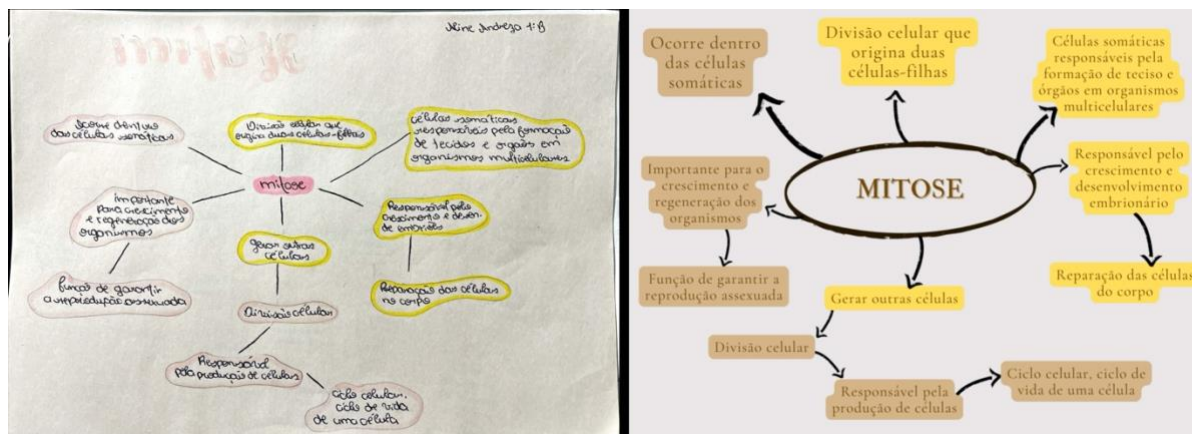 Aline Andreza 1:B
Ocorre dentro
das células somáticas
Divisão celular que
origina duas células-filhas
células somáticas
responsáveis pela formação
de tecidos e orgãos em
organismos multicelulares
mitose
Importante
para crescimento
e regeneração dos
organismos
Responsável pelo
crescimento e desen.
de embriões
gerar outras
células
função de garantir
a reprodução assexuada
Reparação das células
no corpo
Divisão células
Responsável
pela produção de células
ciclo celular,
ciclo de vida
de uma célula
Ocorre dentro
das células
somáticas
Divisão celular que
origina duas
células-filhas
Células somáticas
responsáveis pela
formação de teciso e
órgãos em organismos
multicelulares
Importante para o
crescimento e
regeneração dos
organismos
MITOSE
Responsável pelo
crescimento e
desenvolvimento
embrionário
Função de garantir a
reprodução assexuada
Gerar outras células
Reparação das células
do corpo
Divisão celular
Responsável pela
produção de células
Ciclo celular, ciclo de
vida de uma célula